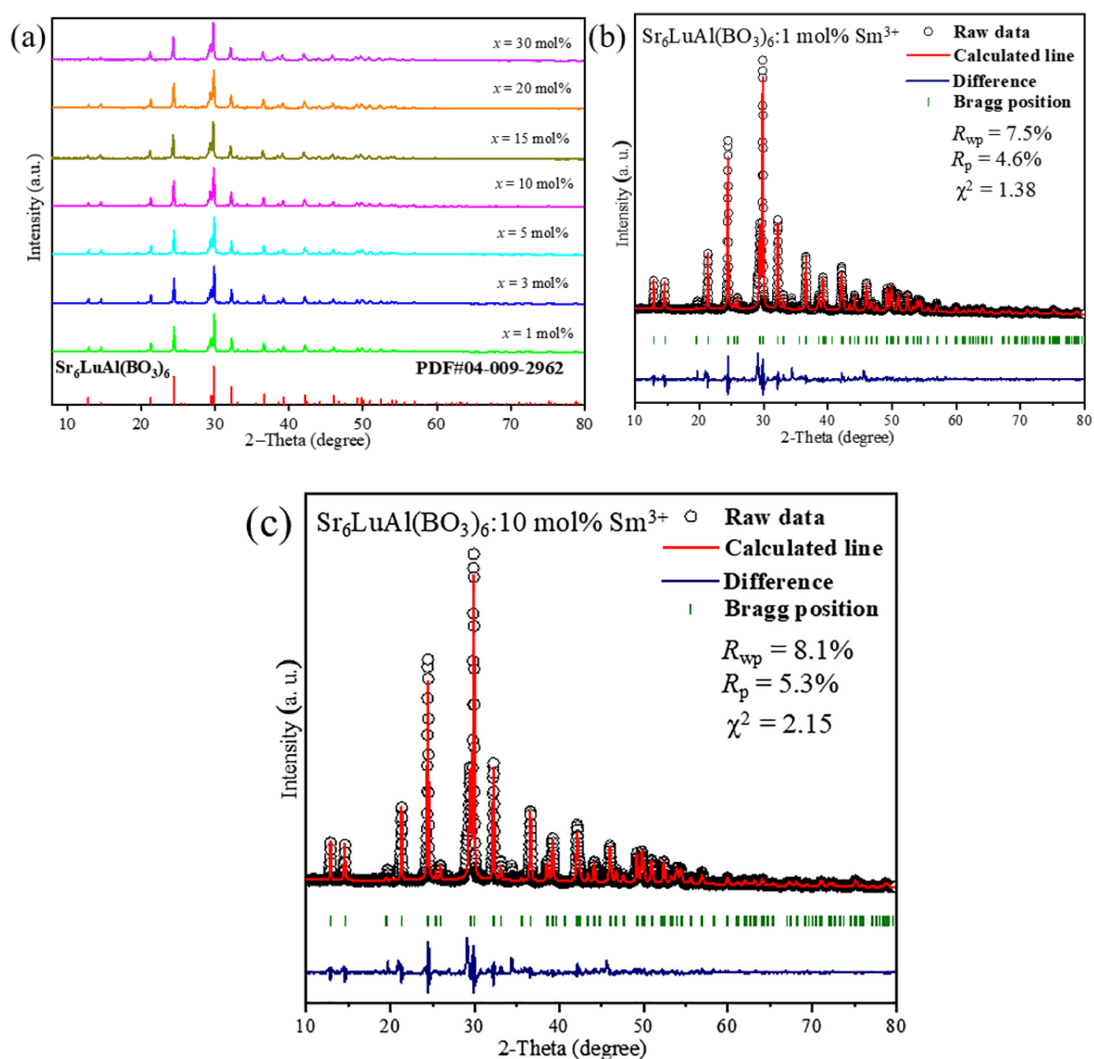 (a)
x = 30 mol%
x = 20 mol%
x = 15 mol%
x = 10 mol%
x = 5 mol%
x = 3 mol%
x = 1 mol%
Sr₆LuAl(BO₃)₆ PDF#04-009-2962
Intensity (a.u.)
10 20 30 40 50 60 70 80
2–Theta (degree)
(b)
Sr₆LuAl(BO₃)₆:1 mol% Sm³⁺
Raw data
Calculated line
Difference
Bragg position
R_wp = 7.5%
R_p = 4.6%
χ² = 1.38
Intensity (a. u.)
10 20 30 40 50 60 70 80
2-Theta (degree)
(c)
Sr₆LuAl(BO₃)₆:10 mol% Sm³⁺
Raw data
Calculated line
Difference
Bragg position
R_wp = 8.1%
R_p = 5.3%
χ² = 2.15
Intensity (a. u.)
10 20 30 40 50 60 70 80
2-Theta (degree)